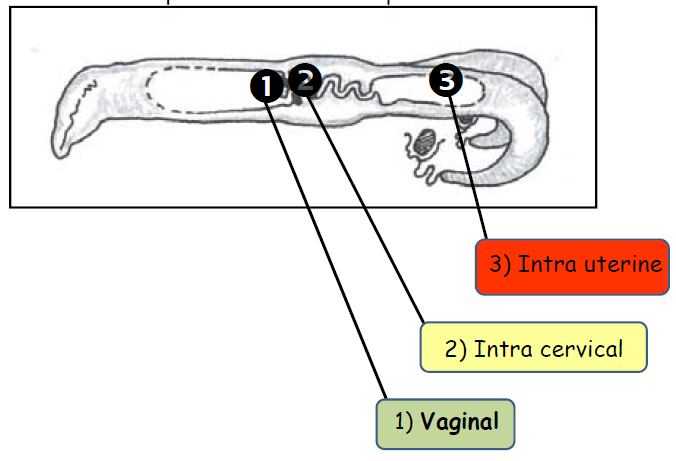 1 2 3
3) Intra uterine
2) Intra cervical
1) Vaginal